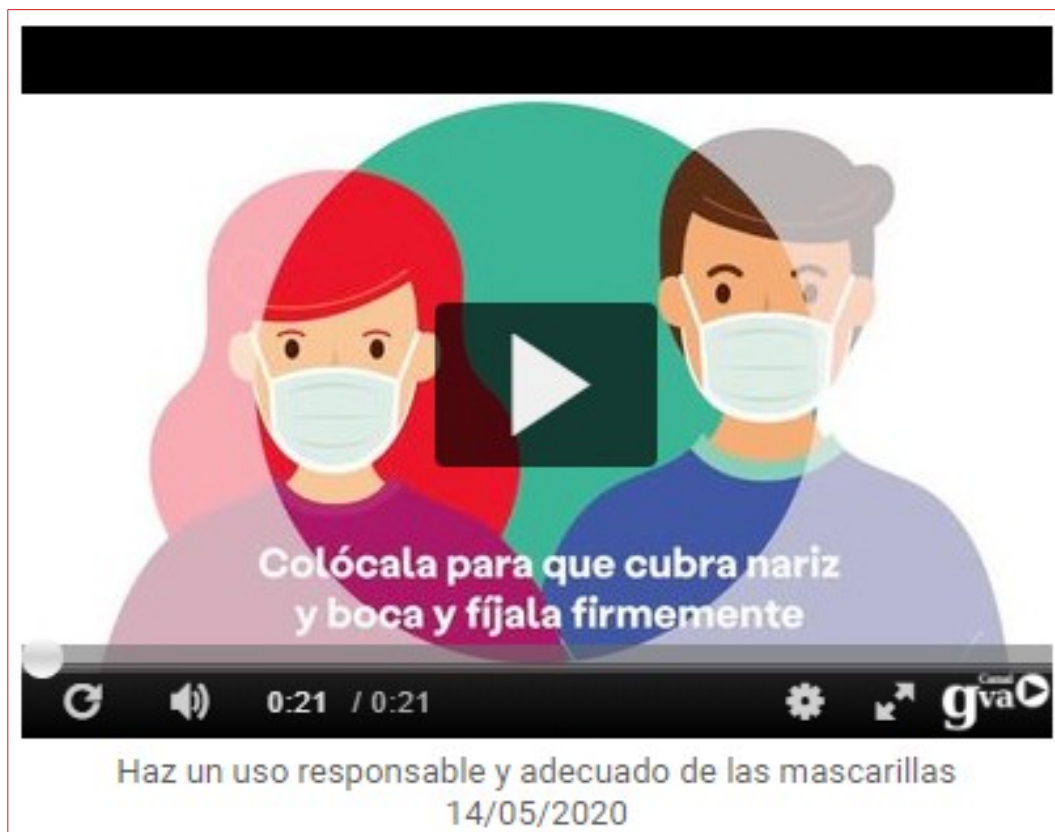 Colócala para que cubra nariz
y boca y fíjala firmemente
0:21 / 0:21
Canal
gva
Haz un uso responsable y adecuado de las mascarillas
14/05/2020